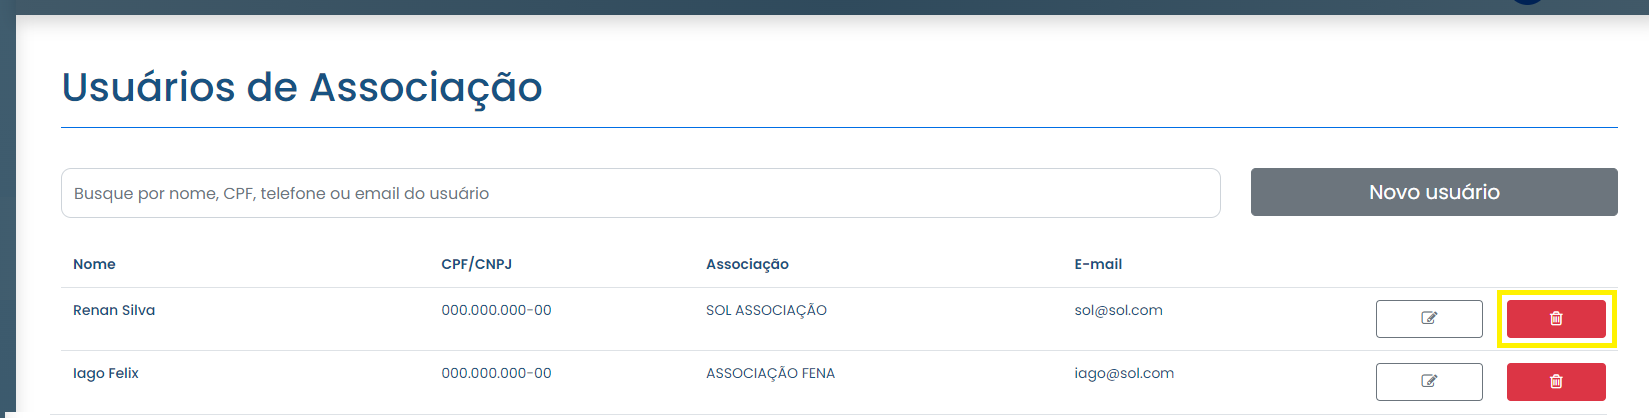 Usuários de Associação
Busque por nome, CPF, telefone ou email do usuário
Novo usuário
Nome CPF/CNPJ Associação E-mail
Renan Silva 000.000.000-00 SOL ASSOCIAÇÃO sol@sol.com
Iago Felix 000.000.000-00 ASSOCIAÇÃO FENA iago@sol.com